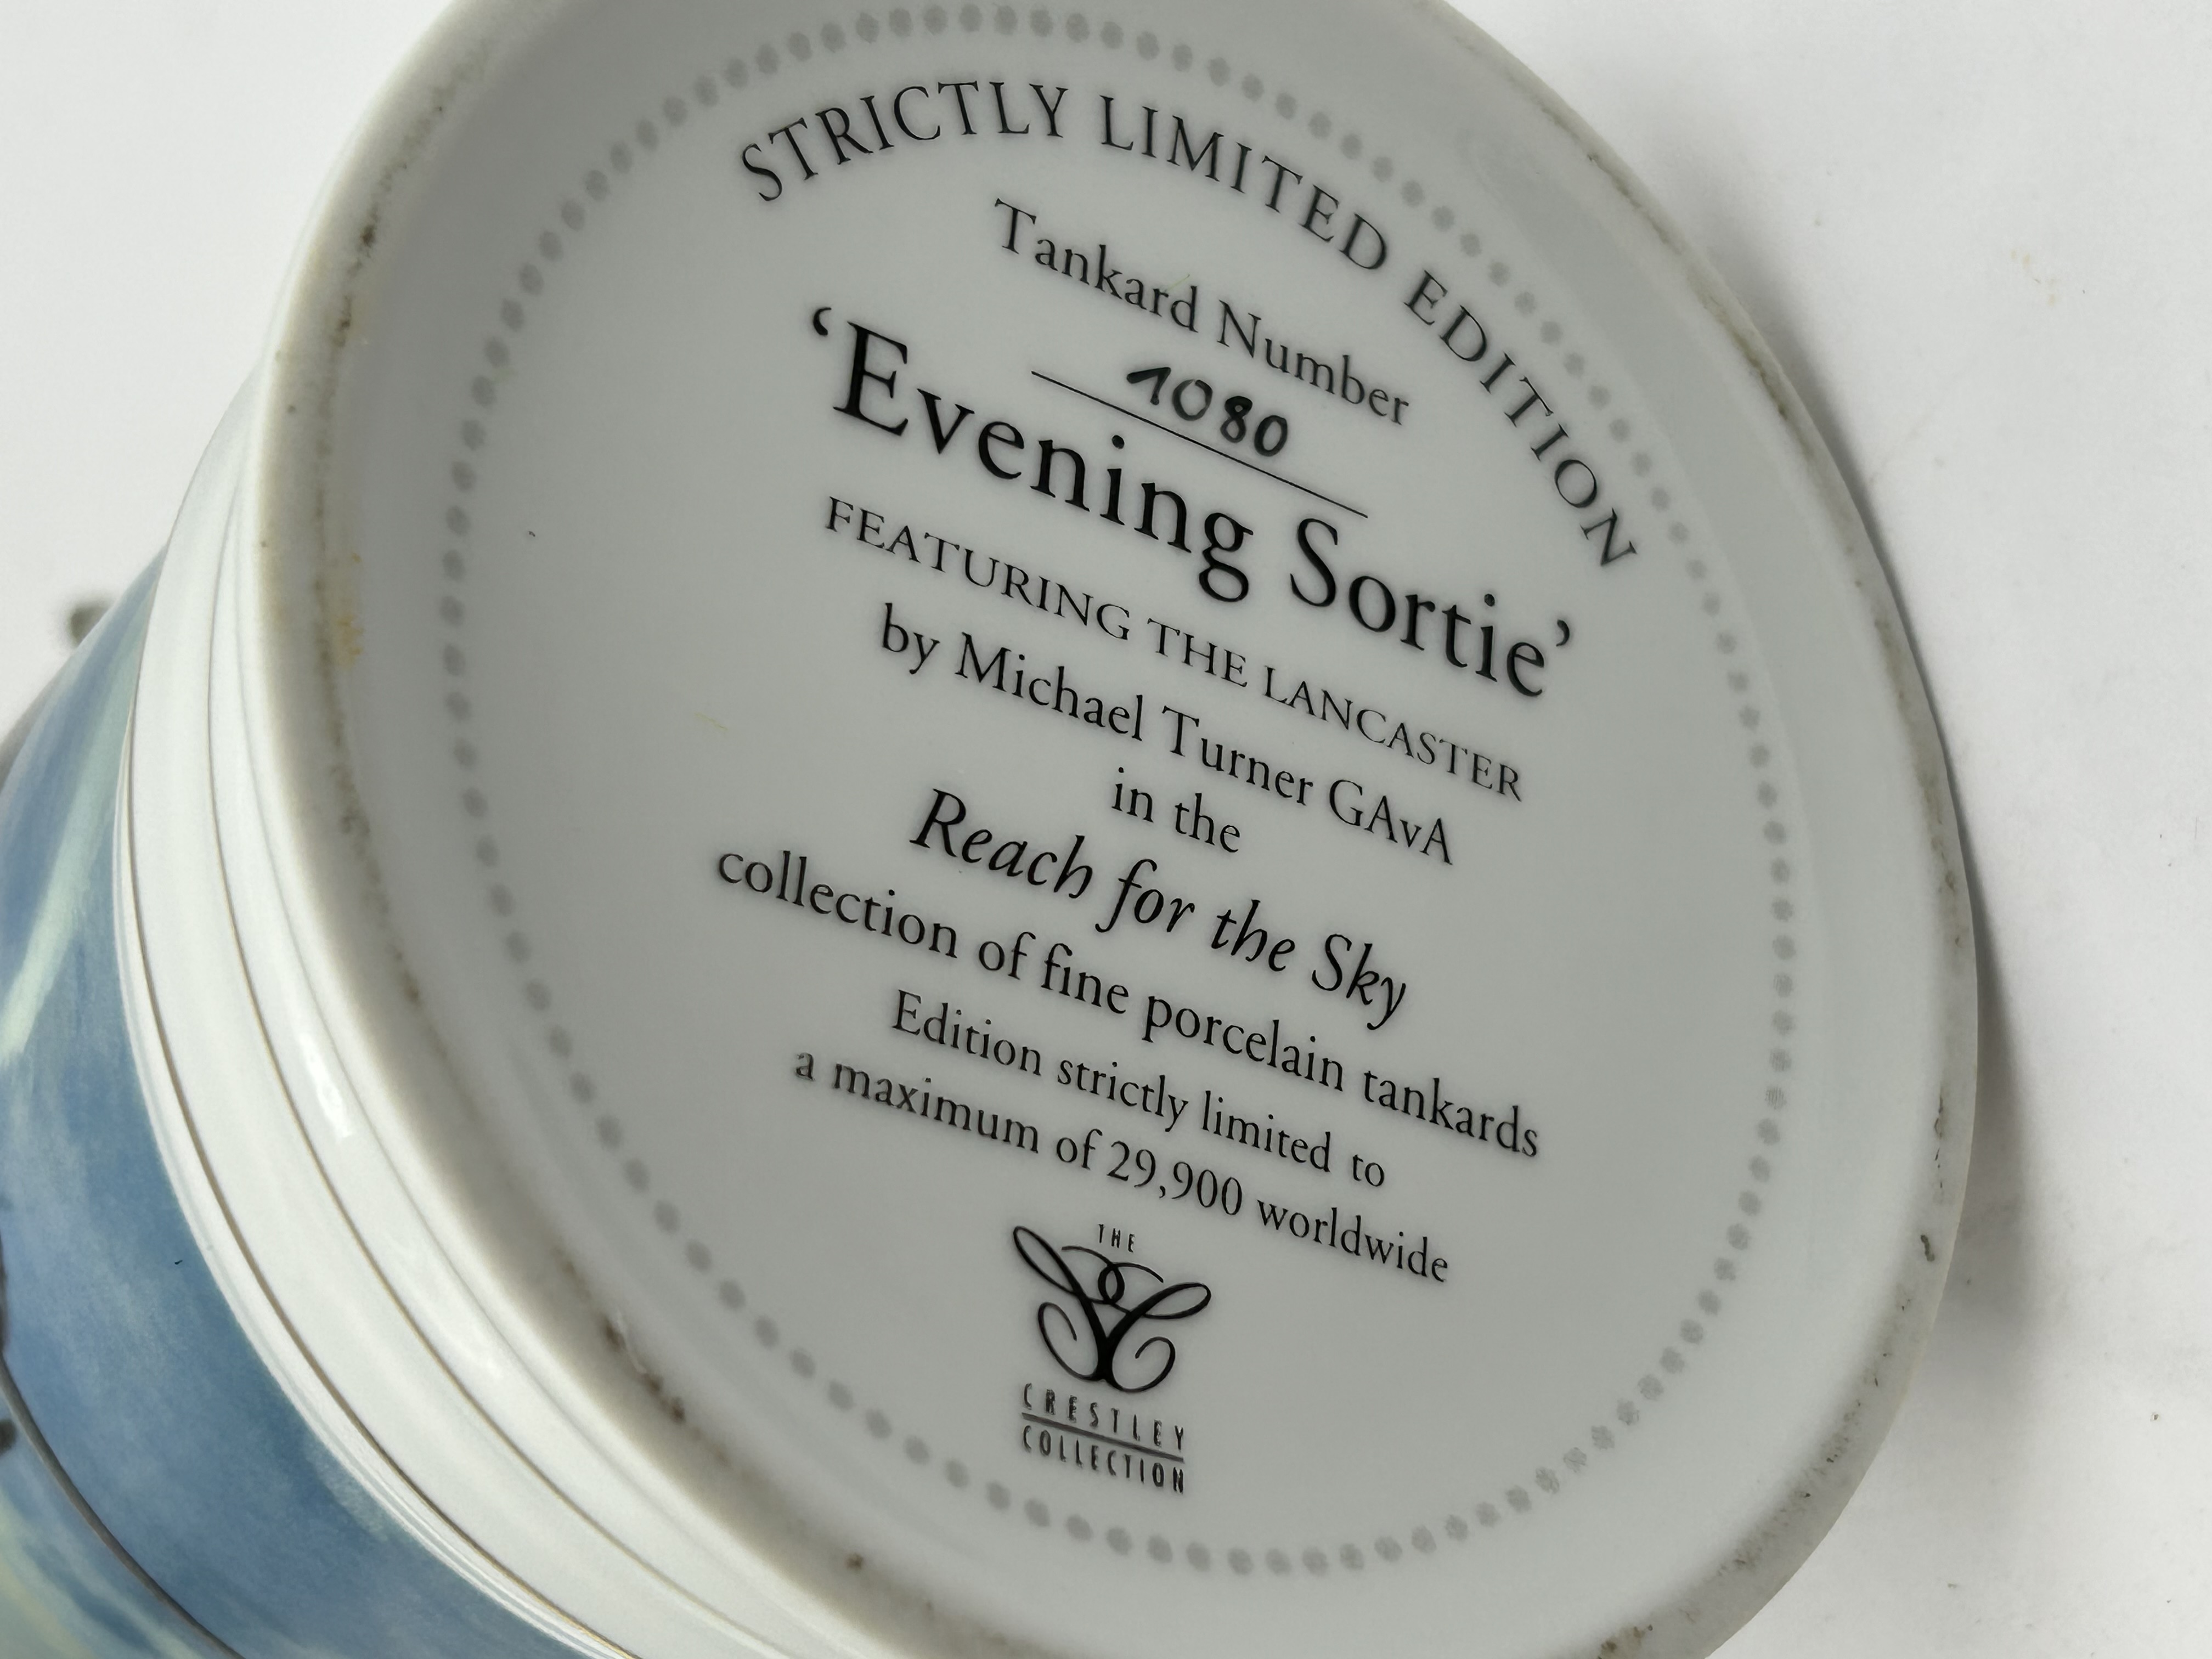 STRICTLY LIMITED EDITION
Tankard Number
1080
‘Evening Sortie’
FEATURING THE LANCASTER
by Michael Turner GAvA
in the
Reach for the Sky
collection of fine porcelain tankards
Edition strictly limited to
a maximum of 29,900 worldwide
THE
CRESTLEY
COLLECTION